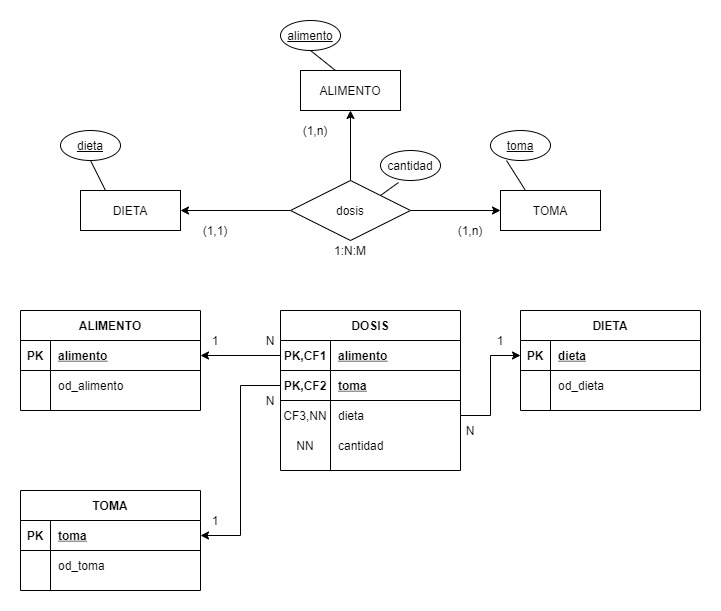 alimento
ALIMENTO
(1,n)
dieta
cantidad
toma
DIETA
dosis
TOMA
(1,1)
(1,n)
1:N:M
ALIMENTO
PK alimento
od_alimento
1
N
DOSIS
PK,CF1 alimento
PK,CF2 toma
CF3,NN dieta
NN cantidad
N
1
N
DIETA
PK dieta
od_dieta
TOMA
PK toma
od_toma
1